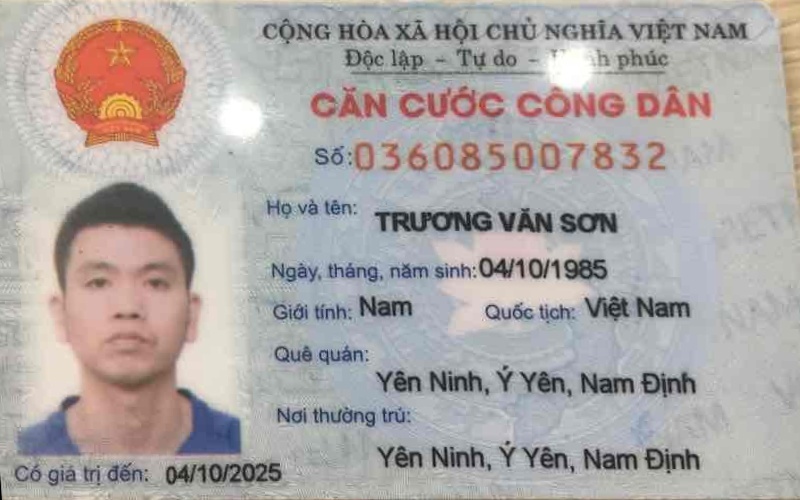 CỘNG HÒA XÃ HỘI CHỦ NGHĨA VIỆT NAM
Độc lập - Tự do - phúc
CĂN CƯỚC CÔNG DÂN
Số: 036085007832
Họ và tên: TRƯƠNG VĂN SƠN
Ngày, tháng, năm sinh: 04/10/1985
Giới tính: Nam Quốc tịch: Việt Nam
Quê quán:
Yên Ninh, Ý Yên, Nam Định
Nơi thường trú:
Yên Ninh, Ý Yên, Nam Định
Có giá trị đến: 04/10/2025